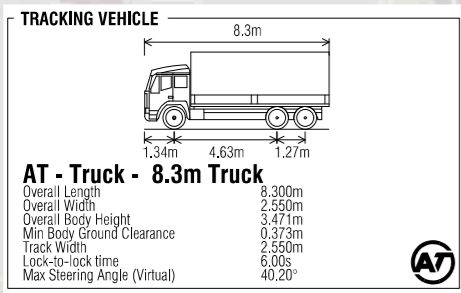 TRACKING VEHICLE
8.3m
1.34m 4.63m 1.27m
AT - Truck - 8.3m Truck
Overall Length 8.300m
Overall Width 2.550m
Overall Body Height 3.471m
Min Body Ground Clearance 0.373m
Track Width 2.550m
Lock-to-lock time 6.00s
Max Steering Angle (Virtual) 40.20°
AT